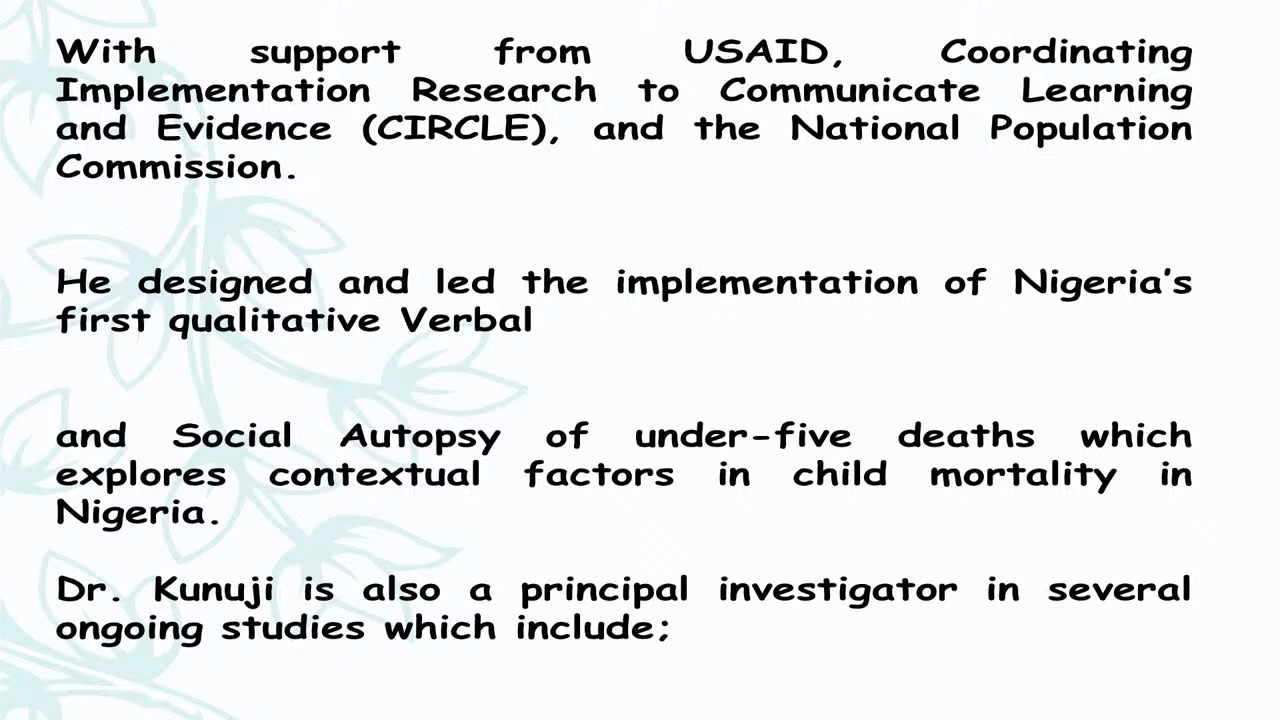 With support from USAID, Coordinating
Implementation Research to Communicate Learning
and Evidence (CIRCLE), and the National Population
Commission.
He designed and led the implementation of Nigeria's
first qualitative Verbal
and Social Autopsy of under-five deaths which
explores contextual factors in child mortality in
Nigeria.
Dr. Kunuji is also a principal investigator in several
ongoing studies which include;